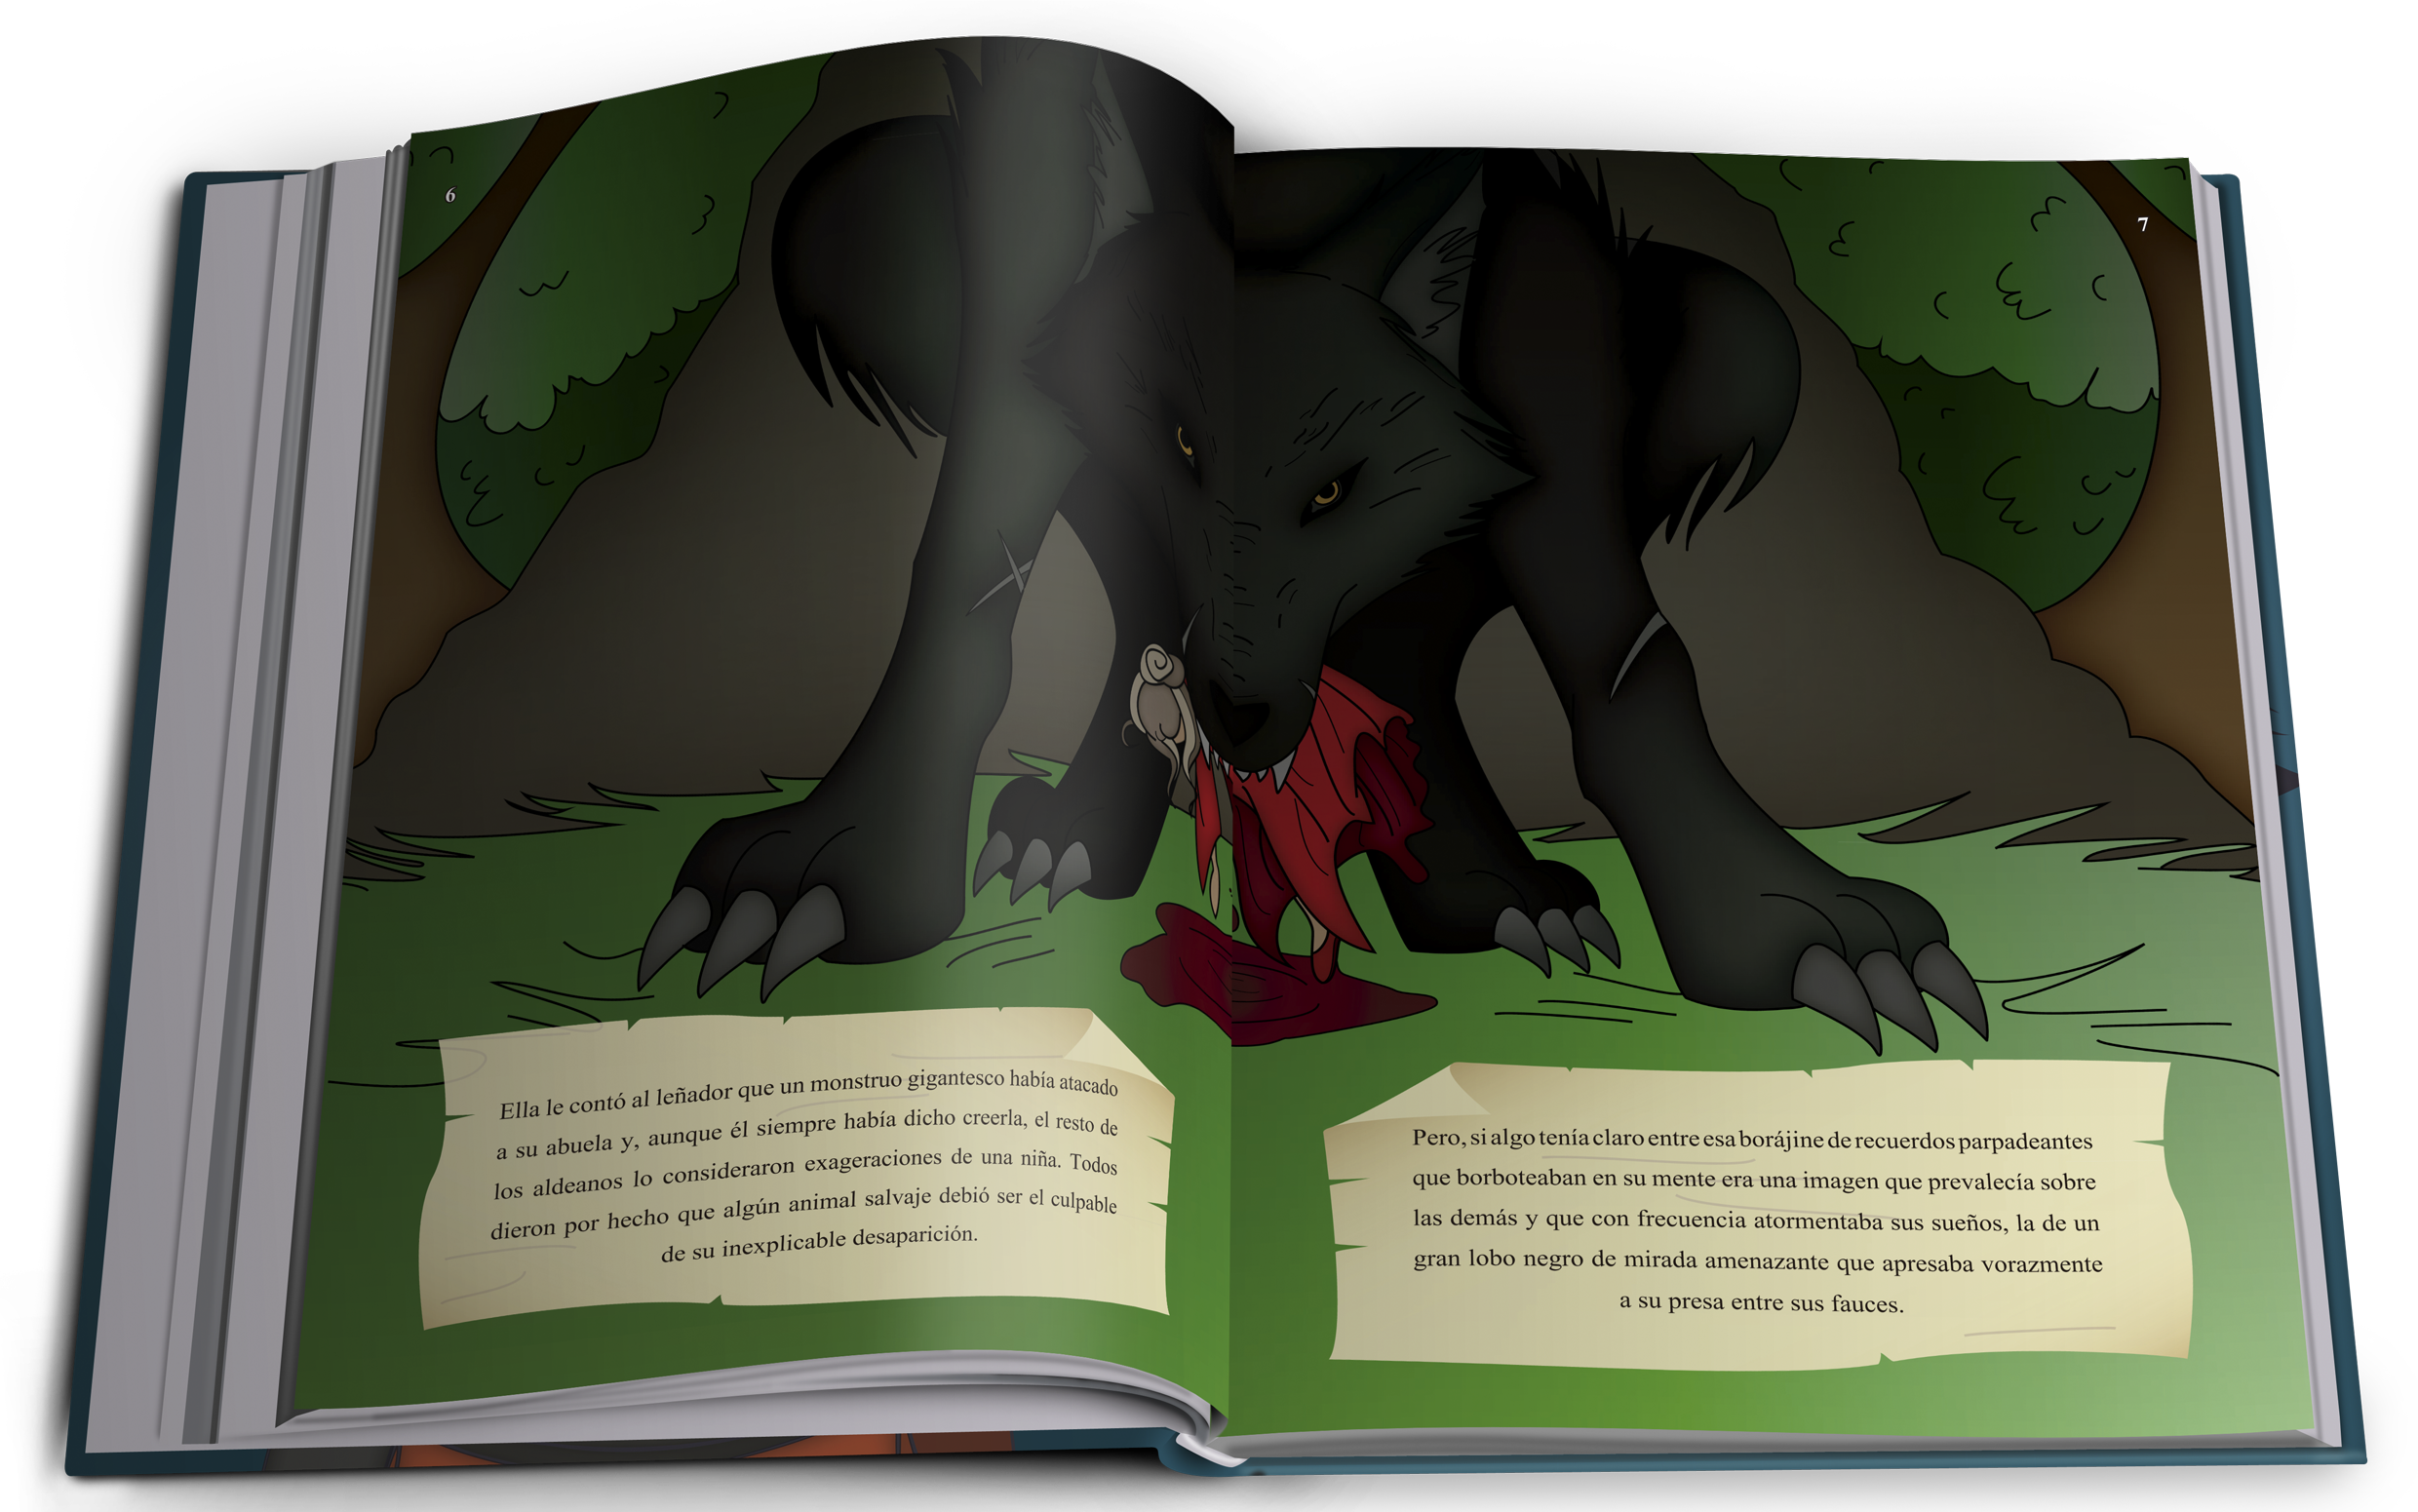 6
Ella le contó al leñador que un monstruo gigantesco había atacado
a su abuela y, aunque él siempre había dicho creerla, el resto de
los aldeanos lo consideraron exageraciones de una niña. Todos
dieron por hecho que algún animal salvaje debió ser el culpable
de su inexplicable desaparición.
7
Pero, si algo tenía claro entre esa borájine de recuerdos parpadeantes
que borboteaban en su mente era una imagen que prevalecía sobre
las demás y que con frecuencia atormentaba sus sueños, la de un
gran lobo negro de mirada amenazante que apresaba vorazmente
a su presa entre sus fauces.